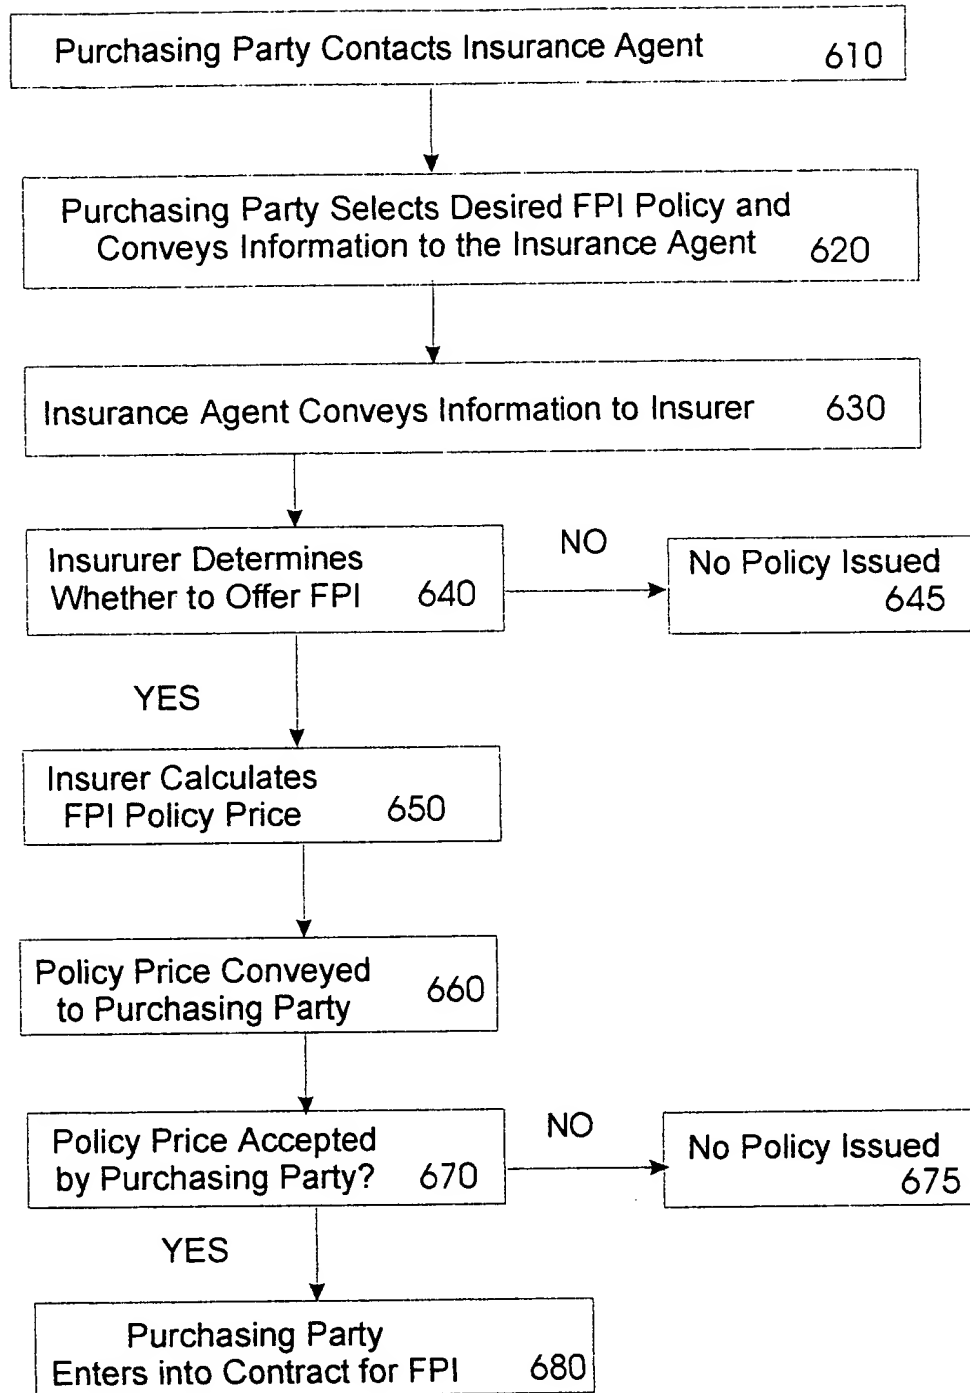 Purchasing Party Contacts Insurance Agent 610
Purchasing Party Selects Desired FPI Policy and
Conveys Information to the Insurance Agent 620
Insurance Agent Conveys Information to Insurer 630
Insururer Determines
Whether to Offer FPI 640
NO
No Policy Issued
645
YES
Insurer Calculates
FPI Policy Price 650
Policy Price Conveyed
to Purchasing Party 660
Policy Price Accepted
by Purchasing Party? 670
NO
No Policy Issued
675
YES
Purchasing Party
Enters into Contract for FPI 680